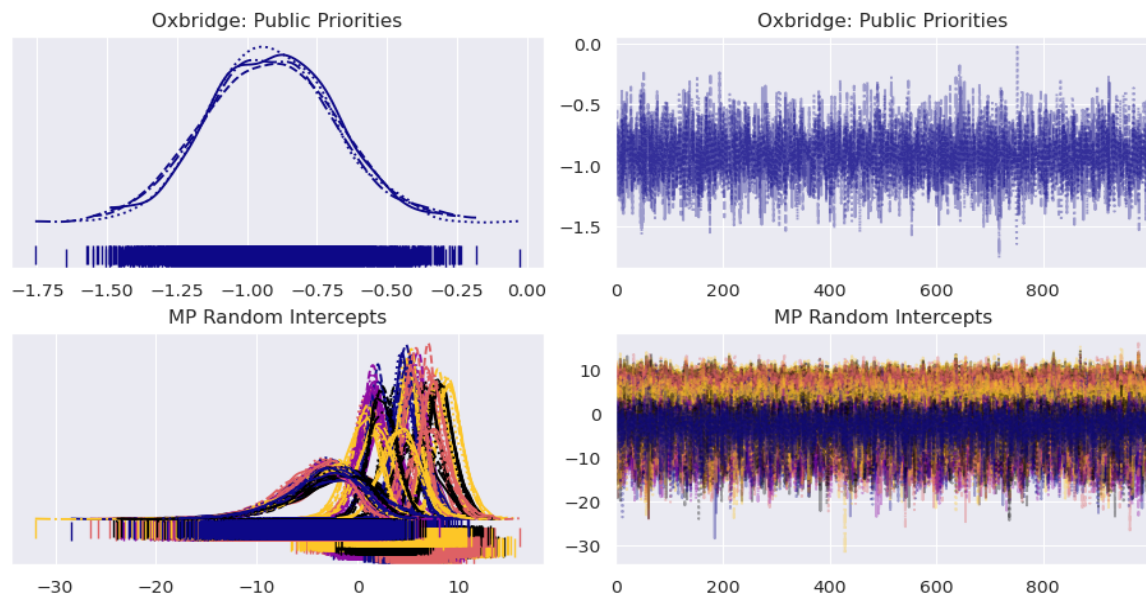 Oxbridge: Public Priorities
−1.75 −1.50 −1.25 −1.00 −0.75 −0.50 −0.25 0.00
Oxbridge: Public Priorities
0.0
−0.5
−1.0
−1.5
0 200 400 600 800
MP Random Intercepts
−30 −20 −10 0 10
MP Random Intercepts
10
0
−10
−20
−30
0 200 400 600 800